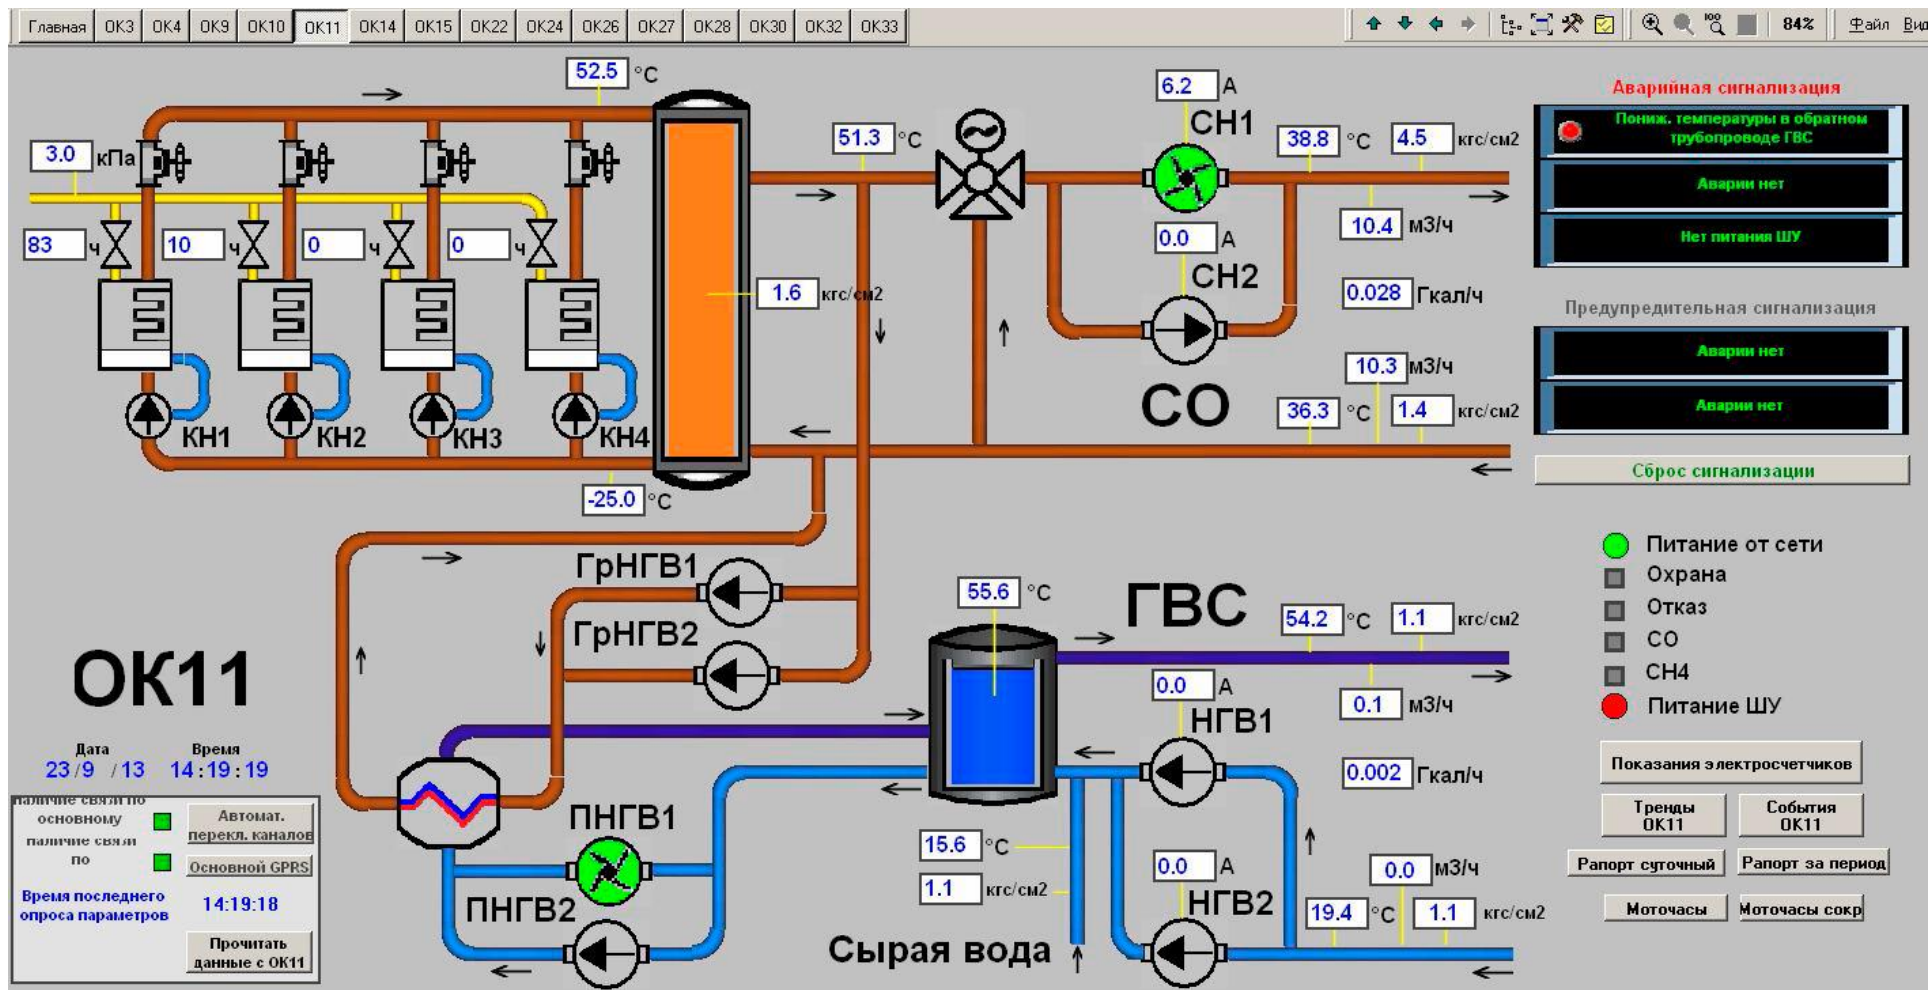 Главная ОК3 ОК4 ОК9 ОК10 ОК11 ОК14 ОК15 ОК22 ОК24 ОК26 ОК27 ОК28 ОК30 ОК32 ОК33
100
84% Файл Вид
52.5 °C
3.0 кПа
83 ч 10 ч 0 ч 0 ч
КН1 КН2 КН3 КН4
1.6 кгс/см2
-25.0 °C
51.3 °C
6.2 А
СН1
38.8 °C 4.5 кгс/см2
10.4 м3/ч
0.0 А
СН2
0.028 Гкал/ч
СО
10.3 м3/ч
36.3 °C 1.4 кгс/см2
Аварийная сигнализация
Пониж. температуры в обратном
трубопроводе ГВС
Аварии нет
Нет питания ШУ
Предупредительная сигнализация
Аварии нет
Аварии нет
Сброс сигнализации
Питание от сети
Охрана
Отказ
СО
СН4
Питание ШУ
ГрНГВ1
ГрНГВ2
55.6 °C
ГВС
54.2 °C 1.1 кгс/см2
0.1 м3/ч
0.0 А
НГВ1
0.002 Гкал/ч
ОК11
Дата Время
23/9 /13 14:19:19
наличие связи по
основному
наличие связи
по
Автомат.
перекл. каналов
Основной GPRS
Время последнего
опроса параметров
14:19:18
Прочитать
данные с ОК11
ПНГВ1
ПНГВ2
15.6 °C
1.1 кгс/см2
Сырая вода
0.0 А
НГВ2
0.0 м3/ч
19.4 °C 1.1 кгс/см2
Показания электросчетчиков
Тренды
ОК11
События
ОК11
Рапорт суточный
Рапорт за период
Моточасы
Моточасы сокр